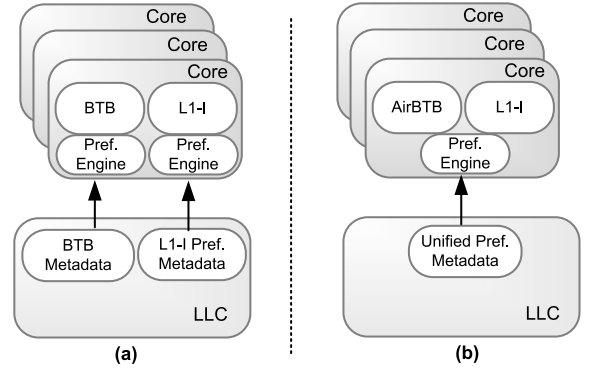 Core
Core
Core
BTB
L1-I
Pref.
Engine
Pref.
Engine
BTB
Metadata
L1-I Pref.
Metadata
LLC
(a)
Core
Core
Core
AirBTB
L1-I
Pref.
Engine
Unified Pref.
Metadata
LLC
(b)